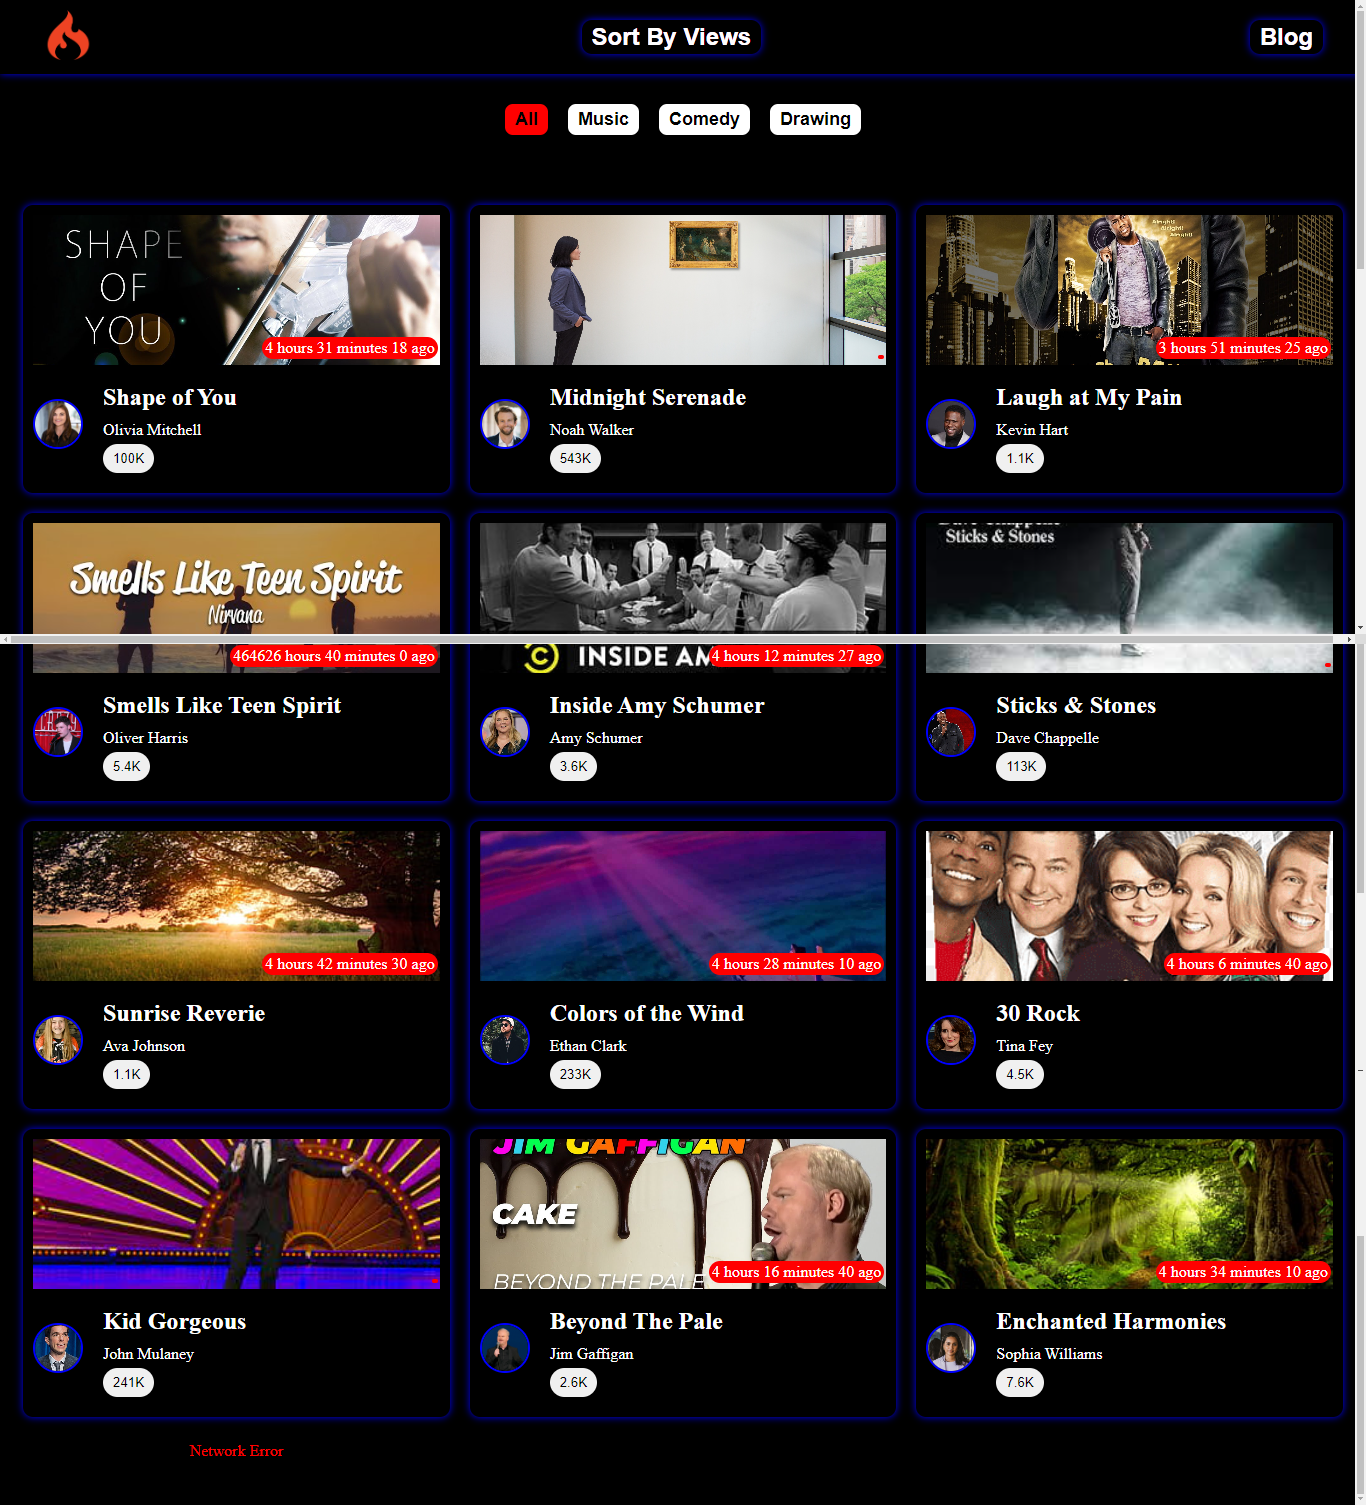 Sort By Views
Blog
All
Music
Comedy
Drawing
SHAPE
OF
YOU
4 hours 31 minutes 18 ago
Alright!
Alright!
Alright!
3 hours 51 minutes 25 ago
Shape of You
Olivia Mitchell
100K
Midnight Serenade
Noah Walker
543K
Laugh at My Pain
Kevin Hart
1.1K
Smells Like Teen Spirit
Nirvana
464626 hours 40 minutes 0 ago
INSIDE AM
4 hours 12 minutes 27 ago
Dave Chappelle
Sticks & Stones
Smells Like Teen Spirit
Oliver Harris
5.4K
Inside Amy Schumer
Amy Schumer
3.6K
Sticks & Stones
Dave Chappelle
113K
4 hours 42 minutes 30 ago
4 hours 28 minutes 10 ago
4 hours 6 minutes 40 ago
Sunrise Reverie
Ava Johnson
1.1K
Colors of the Wind
Ethan Clark
233K
30 Rock
Tina Fey
4.5K
JIM GAFFIGAN
CAKE
BEYOND THE PALE
4 hours 16 minutes 40 ago
4 hours 34 minutes 10 ago
Kid Gorgeous
John Mulaney
241K
Beyond The Pale
Jim Gaffigan
2.6K
Enchanted Harmonies
Sophia Williams
7.6K
Network Error